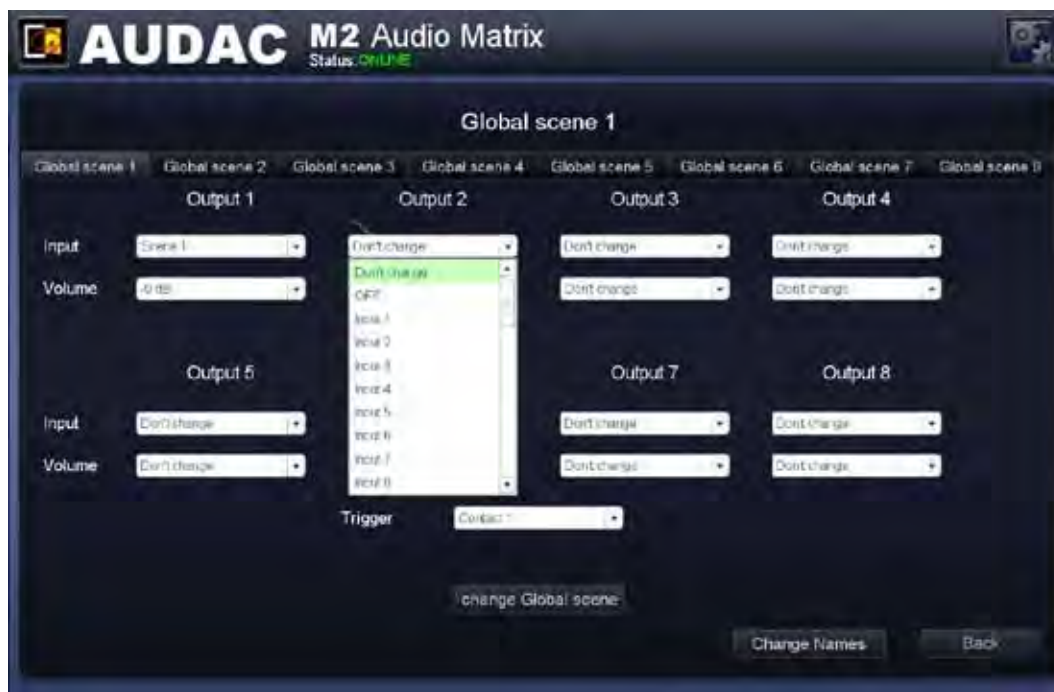 AUDAC M2 Audio Matrix
Status: ONLINE
Global scene 1
Global scene 1 Global scene 2 Global scene 3 Global scene 4 Global scene 5 Global scene 6 Global scene 7 Global scene 8
Output 1 Output 2 Output 3 Output 4
Input Scene 1 Don't change Don't change Don't change
Don't change
Volume -0 dB Don't change Don't change
OFF
Input 1
Input 2
Output 5 Input 3 Output 7 Output 8
Input 4
Input 5
Input Don't change Don't change Don't change
Input 6
Volume Don't change Input 7 Don't change Don't change
Input 8
Trigger Contact 1
change Global scene
Change Names Back